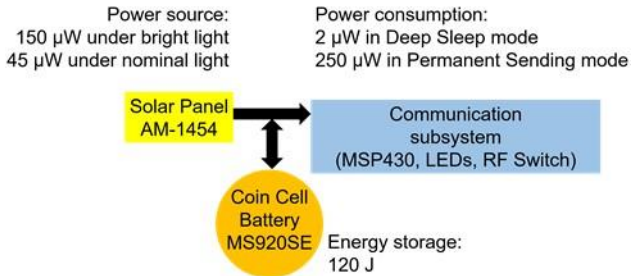 Power source:
150 µW under bright light
45 µW under nominal light
Power consumption:
2 µW in Deep Sleep mode
250 µW in Permanent Sending mode
Solar Panel
AM-1454
Communication
subsystem
(MSP430, LEDs, RF Switch)
Coin Cell
Battery
MS920SE
Energy storage:
120 J